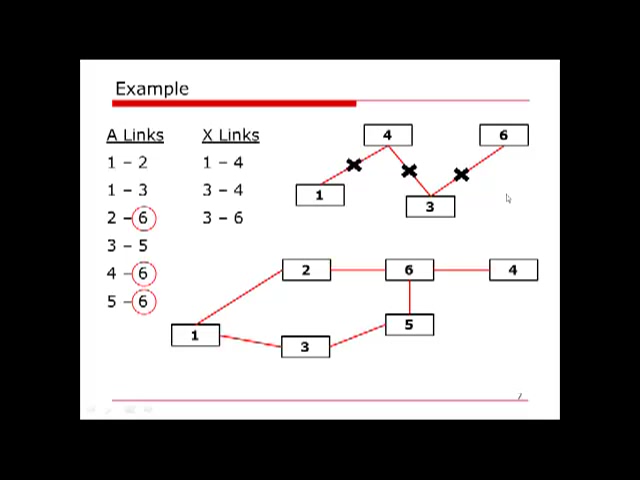 Example
A Links X Links
1 – 2 1 – 4
1 – 3 3 – 4
2 – 6 3 – 6
3 – 5
4 – 6
5 – 6
4 6
1
3
2 6 4
5
1
3
7